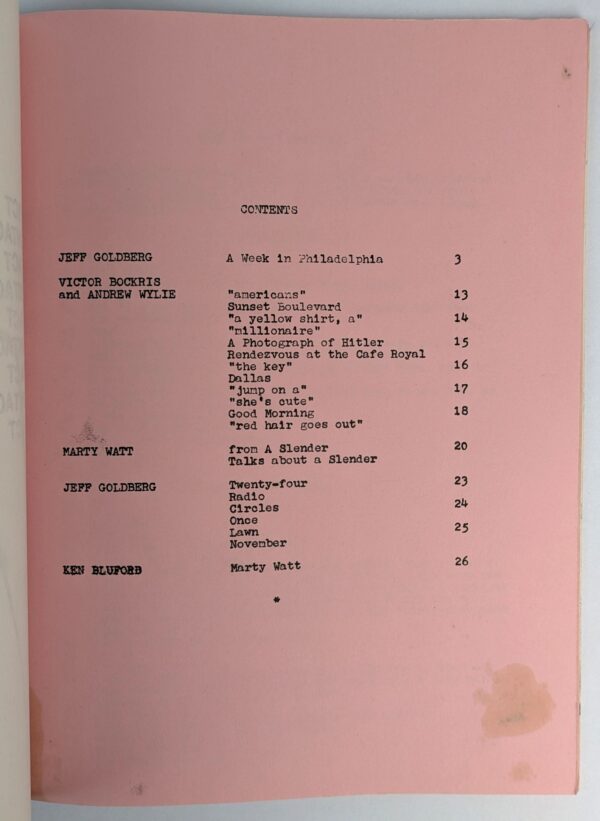 CONTENTS
JEFF GOLDBERG A Week in Philadelphia 3
VICTOR BOCKRIS
and ANDREW WYLIE "americans" 13
Sunset Boulevard
"a yellow shirt, a" 14
"millionaire"
A Photograph of Hitler 15
Rendezvous at the Cafe Royal
"the key" 16
Dallas
"jump on a" 17
"she's cute"
Good Morning 18
"red hair goes out"
MARTY WATT from A Slender 20
Talks about a Slender
JEFF GOLDBERG Twenty-four 23
Radio
Circles 24
Once
Lawn 25
November
KEN BLUFORD Marty Watt 26
*